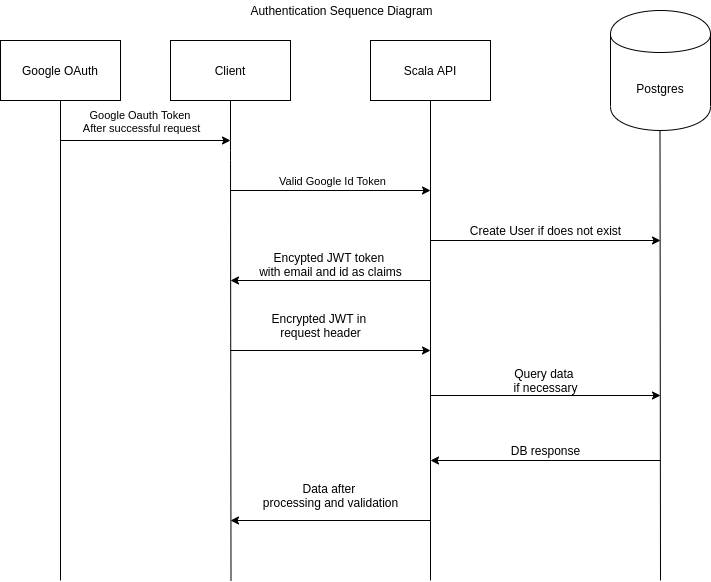 Authentication Sequence Diagram
Google OAuth
Client
Scala API
Postgres
Google Oauth Token
After successful request
Valid Google Id Token
Create User if does not exist
Encypted JWT token
with email and id as claims
Encrypted JWT in
request header
Query data
if necessary
DB response
Data after
processing and validation